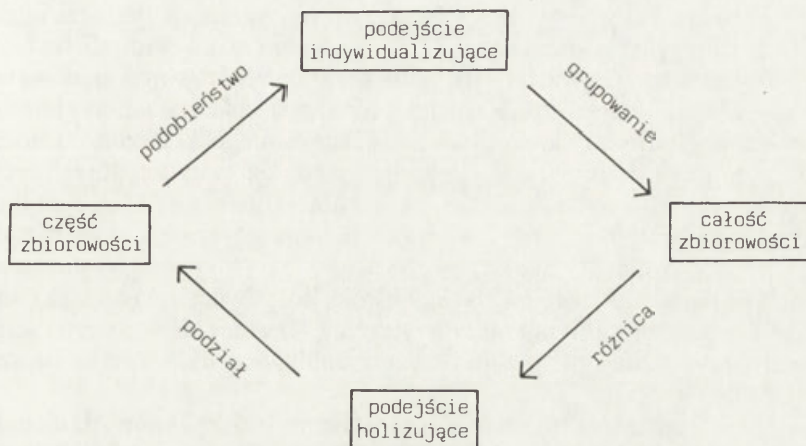 podejście
indywidualizujące
podobieństwo
grupowanie
część
zbiorowości
całość
zbiorowości
podział
różnica
podejście
holizujące